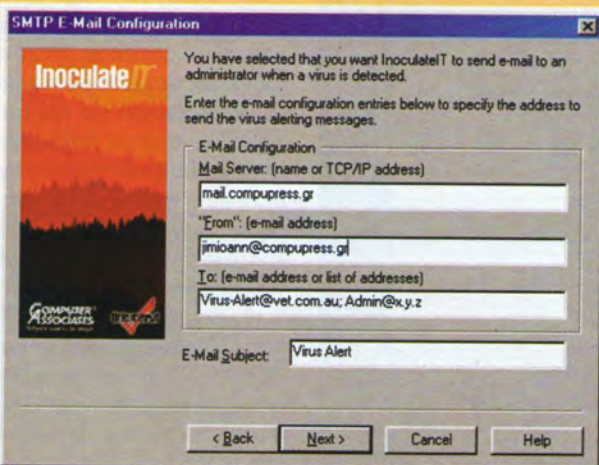 SMTP E-Mail Configuration
InoculateIT
You have selected that you want InoculateIT to send e-mail to an
administrator when a virus is detected.
Enter the e-mail configuration entries below to specify the address to
send the virus alerting messages.
E-Mail Configuration
Mail Server: (name or TCP/IP address)
mail.compupress.gr
"From": (e-mail address)
jimioann@compupress.gr
To: (e-mail address or list of addresses)
Virus-Alert@vet.com.au; Admin@x.y.z
E-Mail Subject:
Virus Alert
COMPUTER
ASSOCIATES
< Back
Next >
Cancel
Help